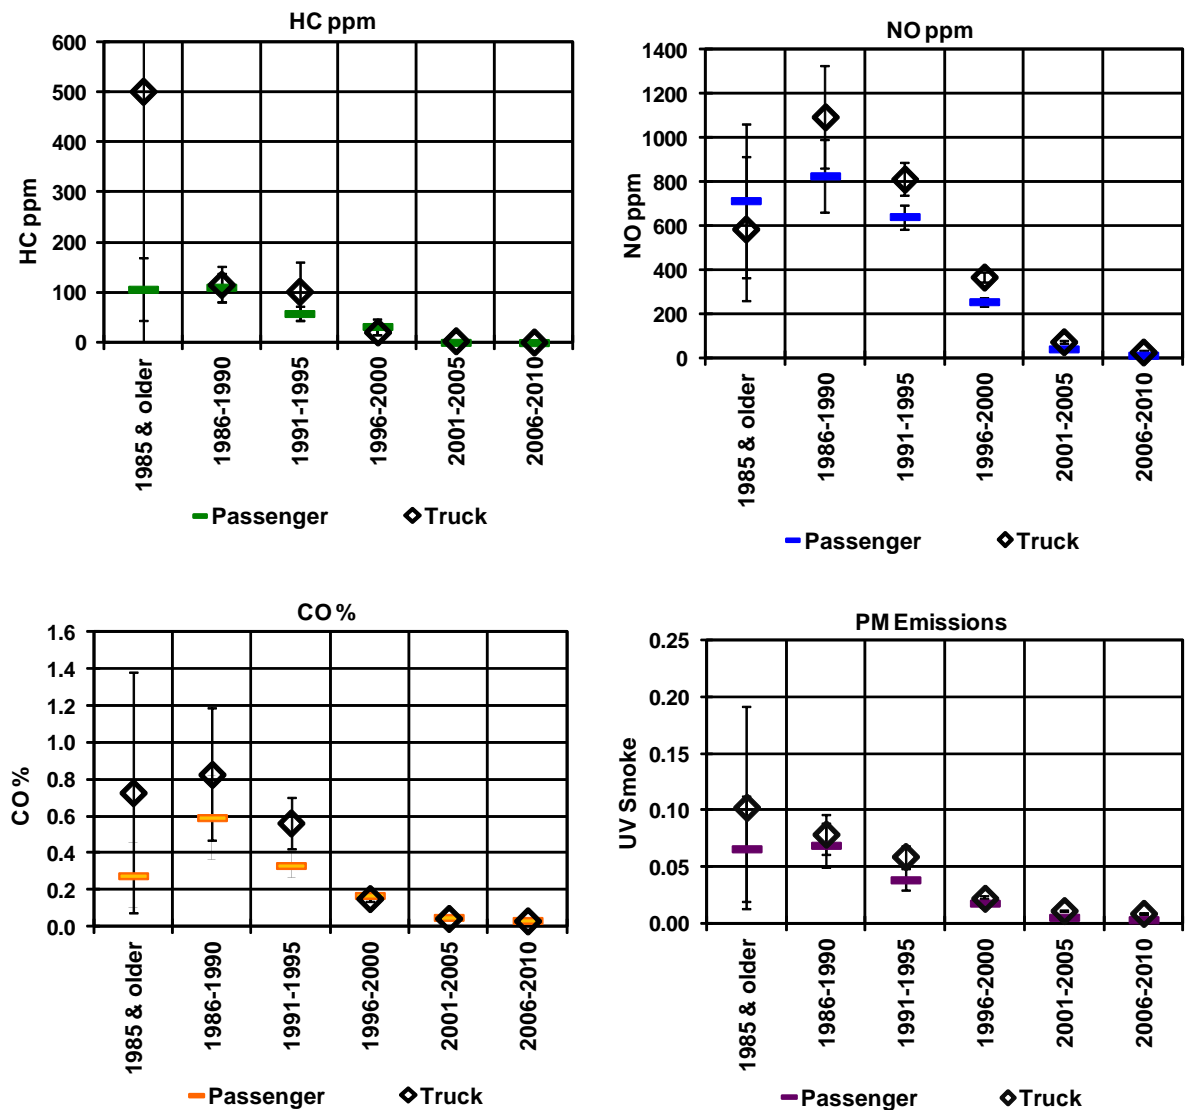 HC ppm
600
500
400
300
200
100
0
HC ppm
1985 & older
1986-1990
1991-1995
1996-2000
2001-2005
2006-2010
Passenger
Truck
NO ppm
1400
1200
1000
800
600
400
200
0
NO ppm
1985 & older
1986-1990
1991-1995
1996-2000
2001-2005
2006-2010
Passenger
Truck
CO %
1.6
1.4
1.2
1.0
0.8
0.6
0.4
0.2
0.0
CO %
1985 & older
1986-1990
1991-1995
1996-2000
2001-2005
2006-2010
Passenger
Truck
PM Emissions
0.25
0.20
0.15
0.10
0.05
0.00
UV Smoke
1985 & older
1986-1990
1991-1995
1996-2000
2001-2005
2006-2010
Passenger
Truck